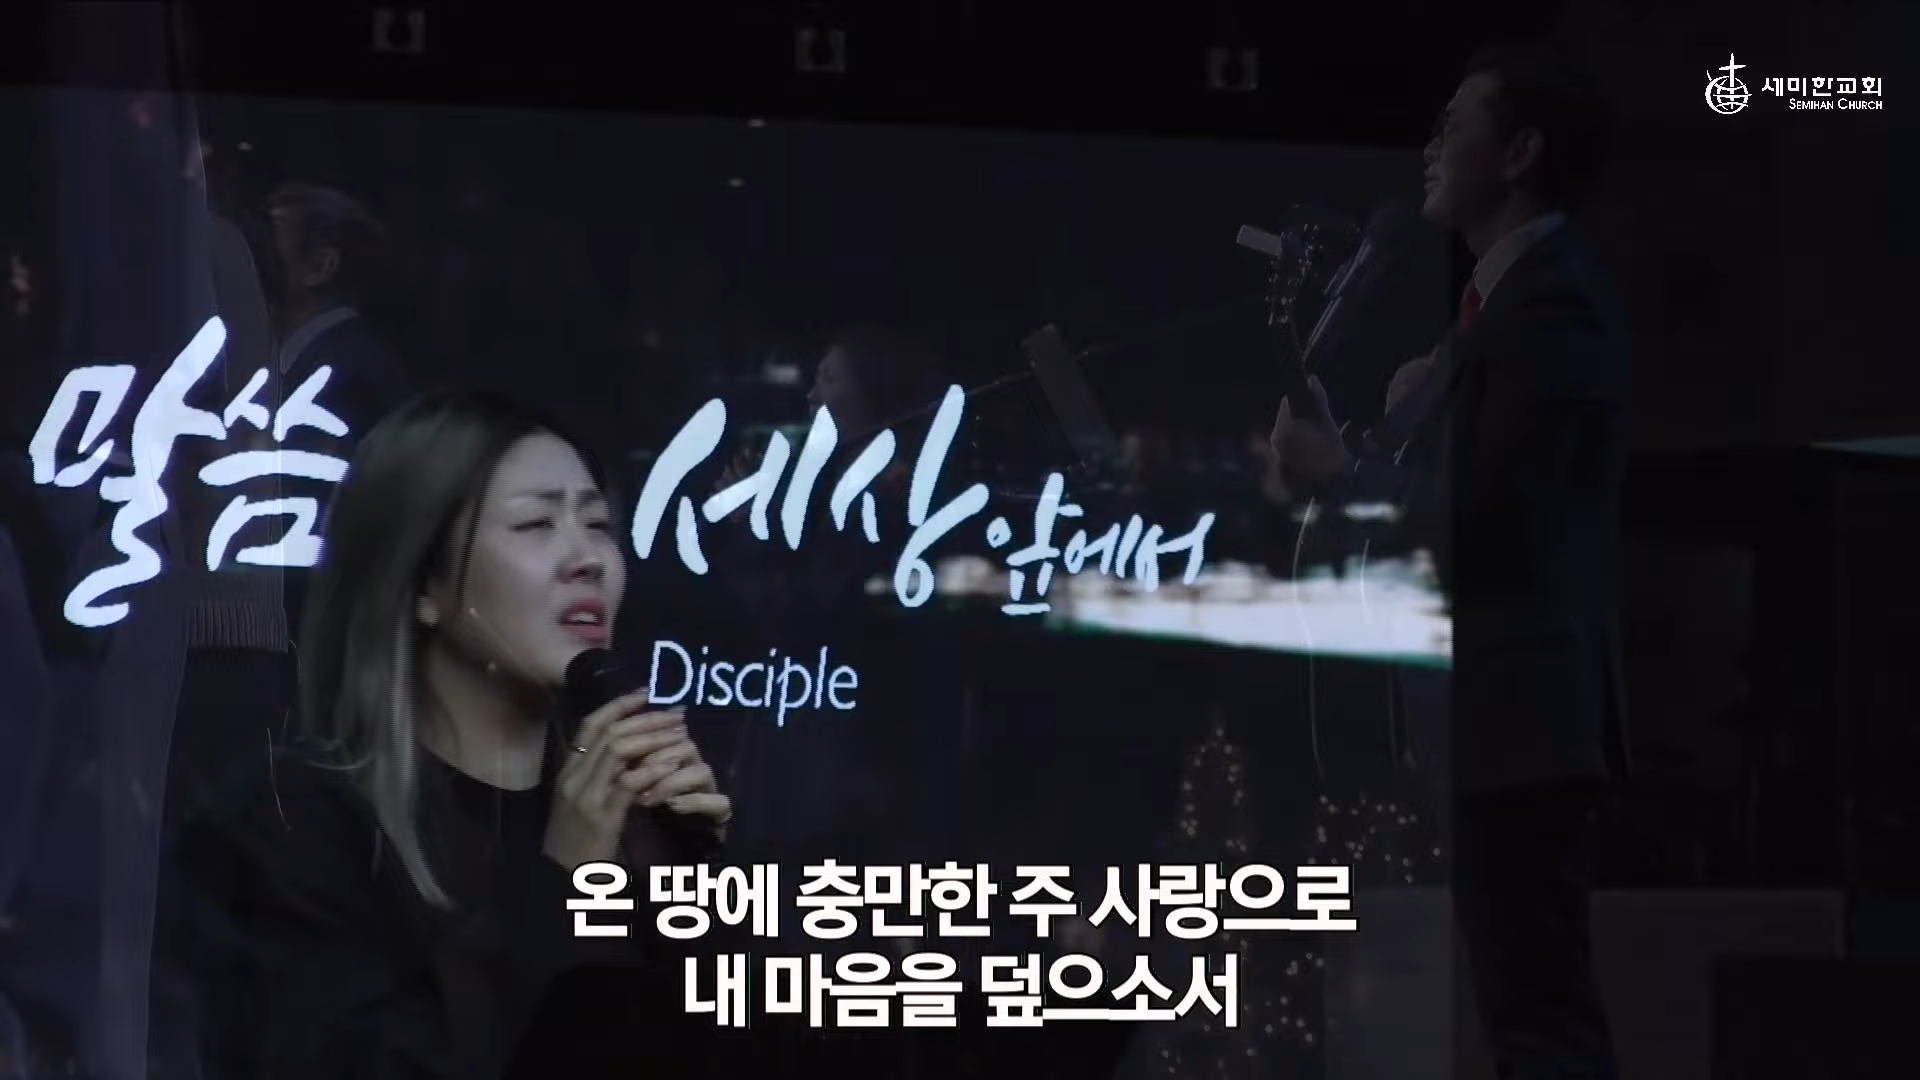 세미한교회
SEMIHAN CHURCH
말씀 세상 앞에서
Disciple
온 땅에 충만한 주 사랑으로
내 마음을 덮으소서